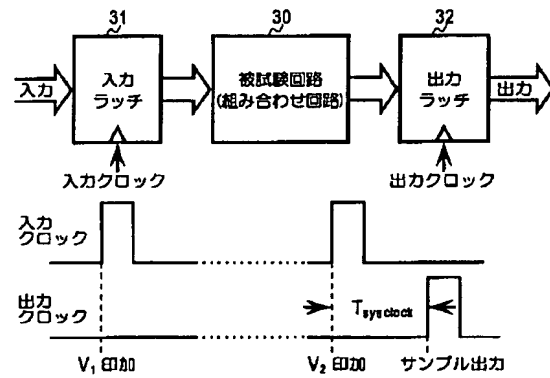 31 30 32
入力
入力
ラッチ
被試験回路
(組み合わせ回路)
出力
ラッチ
出力
入力クロック 出力クロック
入力
クロック
出力
クロック
Tsysclock
V1 印加 V2 印加 サンプル出力